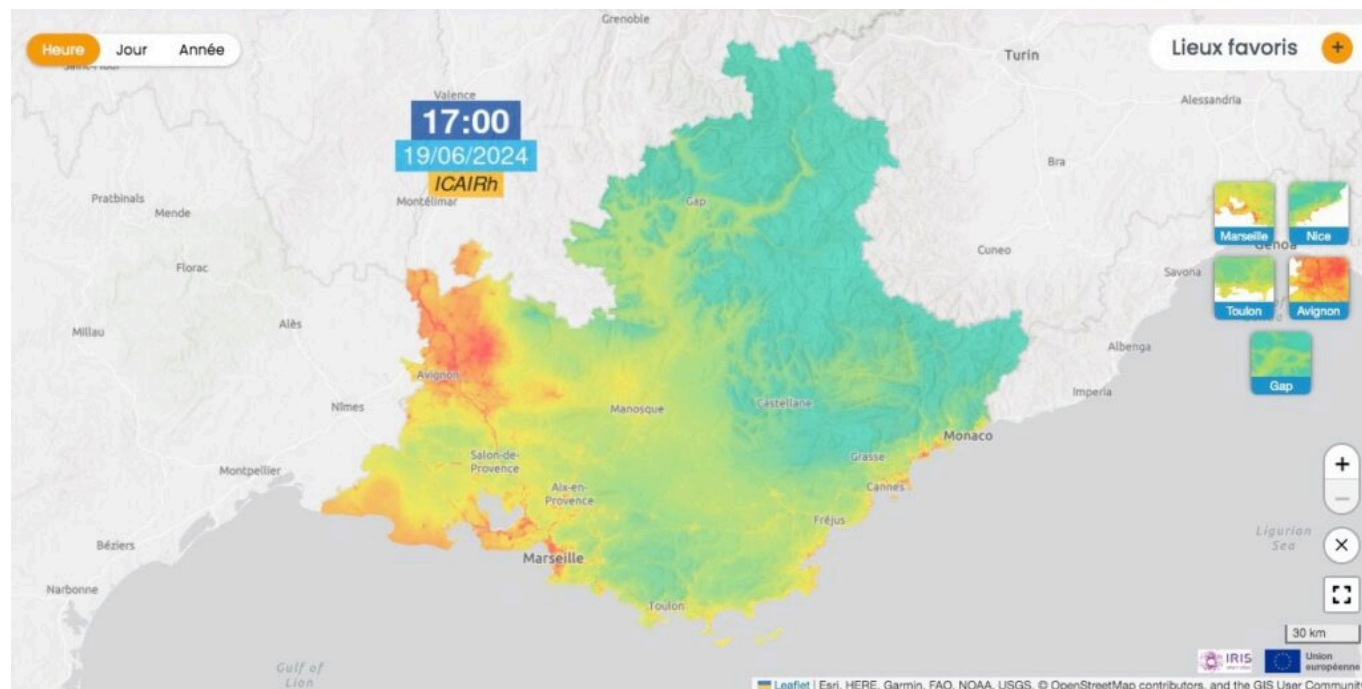 Heure
Jour
Année
Lieux favoris
+
Grenoble
Turin
Valence
Alessandria
17:00
19/06/2024
ICAIRh
Bra
Pratbinals
Mende
Montélimar
Gap
Marseille
Nice
Florac
Cuneo
Genoa
Savona
Millau
Alès
Toulon
Avignon
Albenga
Avignon
Gap
Imperia
Nîmes
Manosque
Castellane
Monaco
Salon-de-
Provence
Grasse
Montpellier
Aix-en-
Provence
Cannes
+
Fréjus
Béziers
Marseille
Ligurian
Sea
Narbonne
Toulon
30 km
IRIS
Union
européenne
Gulf of
Lion
Leaflet | Esri, HERE, Garmin, FAO, NOAA, USGS, © OpenStreetMap contributors, and the GIS User Community